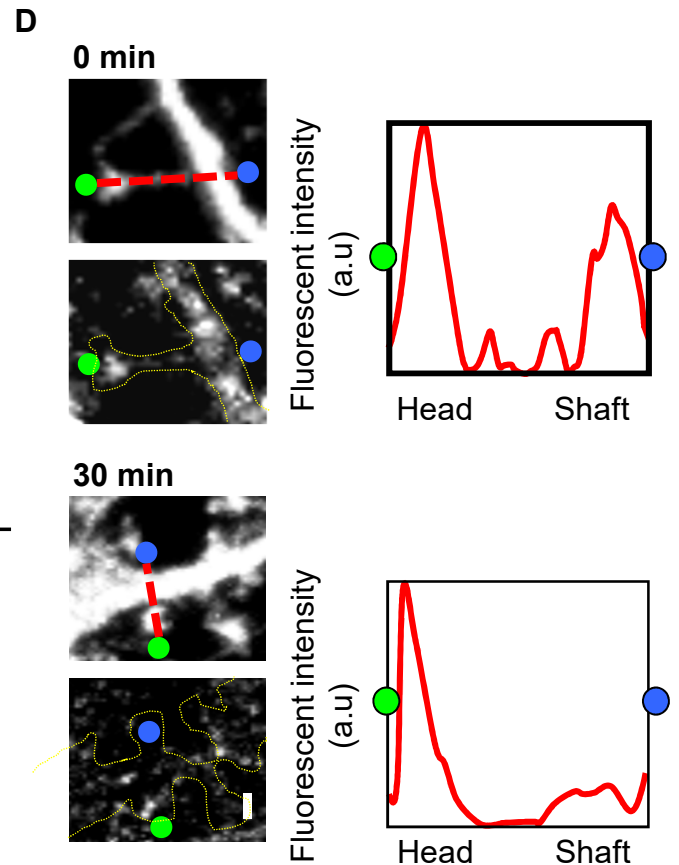 D
0 min
Fluorescent intensity
(a.u)
Head Shaft
30 min
Fluorescent intensity
(a.u)
Head Shaft